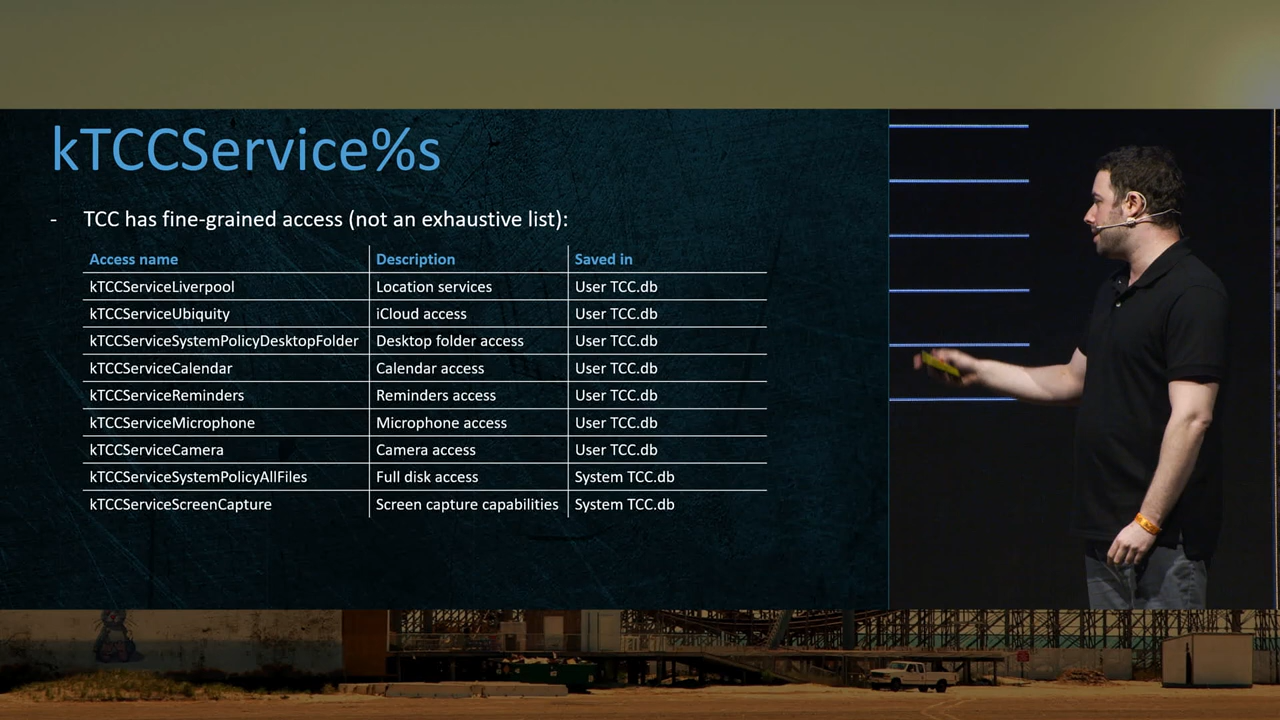 kTCCService%s
- TCC has fine-grained access (not an exhaustive list):
Access name Description Saved in
kTCCServiceLiverpool Location services User TCC.db
kTCCServiceUbiquity iCloud access User TCC.db
kTCCServiceSystemPolicyDesktopFolder Desktop folder access User TCC.db
kTCCServiceCalendar Calendar access User TCC.db
kTCCServiceReminders Reminders access User TCC.db
kTCCServiceMicrophone Microphone access User TCC.db
kTCCServiceCamera Camera access User TCC.db
kTCCServiceSystemPolicyAllFiles Full disk access System TCC.db
kTCCServiceScreenCapture Screen capture capabilities System TCC.db